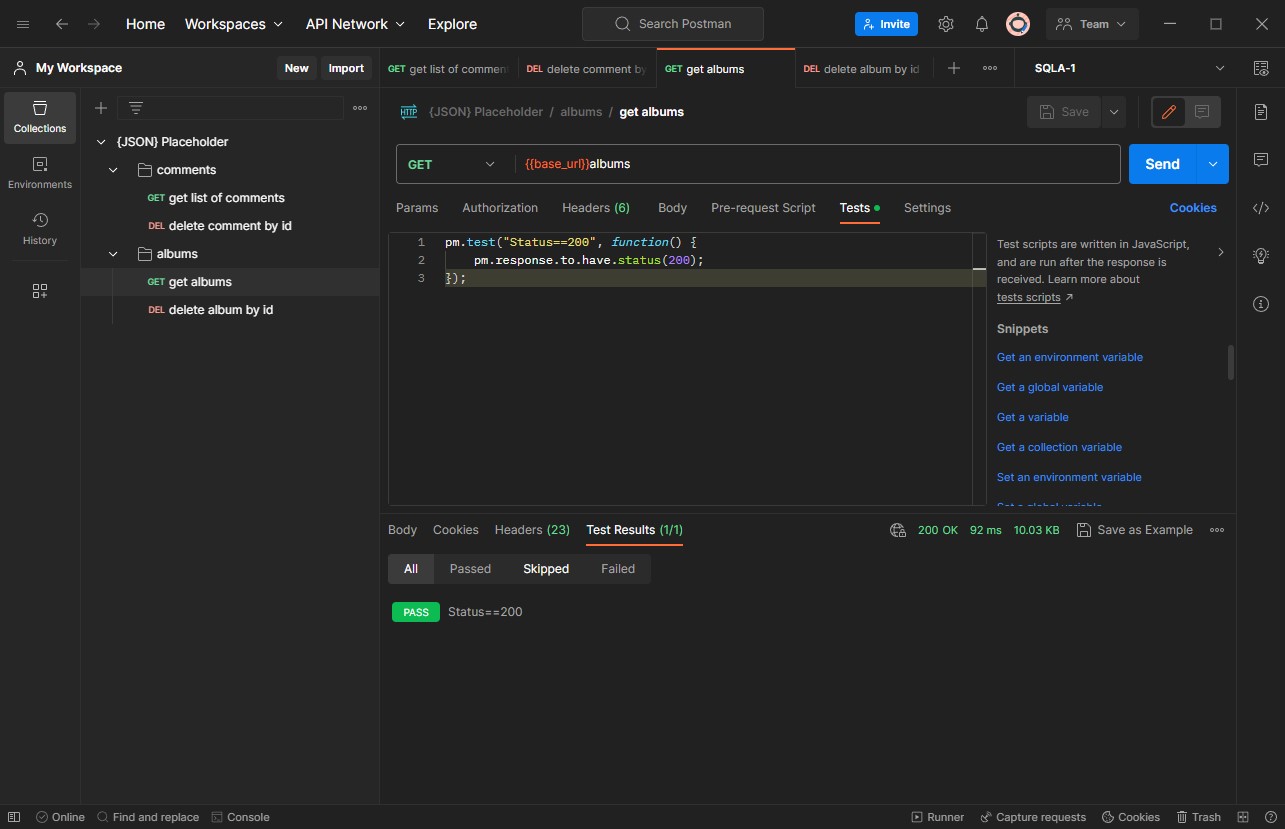 Home Workspaces API Network Explore Search Postman Invite Team
My Workspace New Import GET get list of commen DEL delete comment by GET get albums DEL delete album by id SQLA-1
Collections
Environments
History
{JSON} Placeholder
comments
GET get list of comments
DEL delete comment by id
albums
GET get albums
DEL delete album by id
HTTP {JSON} Placeholder / albums / get albums Save
GET {{base_url}}albums Send
Params Authorization Headers (6) Body Pre-request Script Tests Settings Cookies
1 pm.test("Status==200", function() {
2 pm.response.to.have.status(200);
3 });
Test scripts are written in JavaScript,
and are run after the response is
received. Learn more about
tests scripts ↗
Snippets
Get an environment variable
Get a global variable
Get a variable
Get a collection variable
Set an environment variable
Set a global variable
Body Cookies Headers (23) Test Results (1/1) 200 OK 92 ms 10.03 KB Save as Example
All Passed Skipped Failed
PASS Status==200
Online Find and replace Console Runner Capture requests Cookies Trash